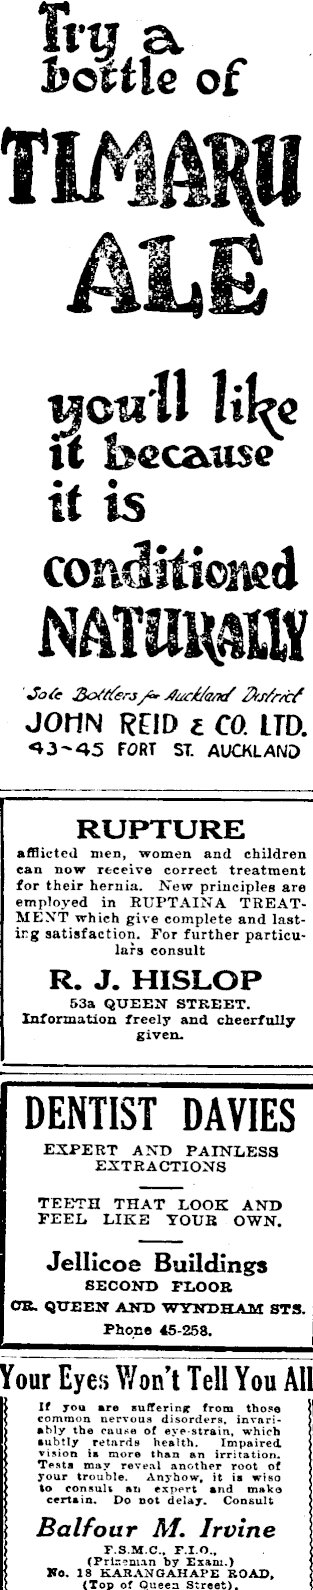 Try a
bottle of
TIMARU
ALE
you'll like
it because
it is
conditioned
NATURALLY
Sole Bottlers for Auckland District
JOHN REID & CO. LTD.
43-45 FORT ST. AUCKLAND
RUPTURE
afflicted men, women and children
can now receive correct treatment
for their hernia. New principles are
employed in RUPTAINA TREAT-
MENT which give complete and last-
ing satisfaction. For further particu-
lars consult
R. J. HISLOP
53a QUEEN STREET.
Information freely and cheerfully
given.
DENTIST DAVIES
EXPERT AND PAINLESS
EXTRACTIONS
TEETH THAT LOOK AND
FEEL LIKE YOUR OWN.
Jellicoe Buildings
SECOND FLOOR
CR. QUEEN AND WYNDHAM STS.
Phone 45-258.
Your Eyes Won't Tell You All
If you are suffering from those
common nervous disorders, invari-
ably the cause of eye-strain, which
subtly retards health. Impaired
vision is more than an irritation.
Tests may reveal another root of
your trouble. Anyhow, it is wise
to consult an expert and make
certain. Do not delay. Consult
Balfour M. Irvine
F.S.M.C., F.I.O.,
(Prizeman by Exam.)
No. 18 KARANGAHAPE ROAD,
(Top of Queen Street).